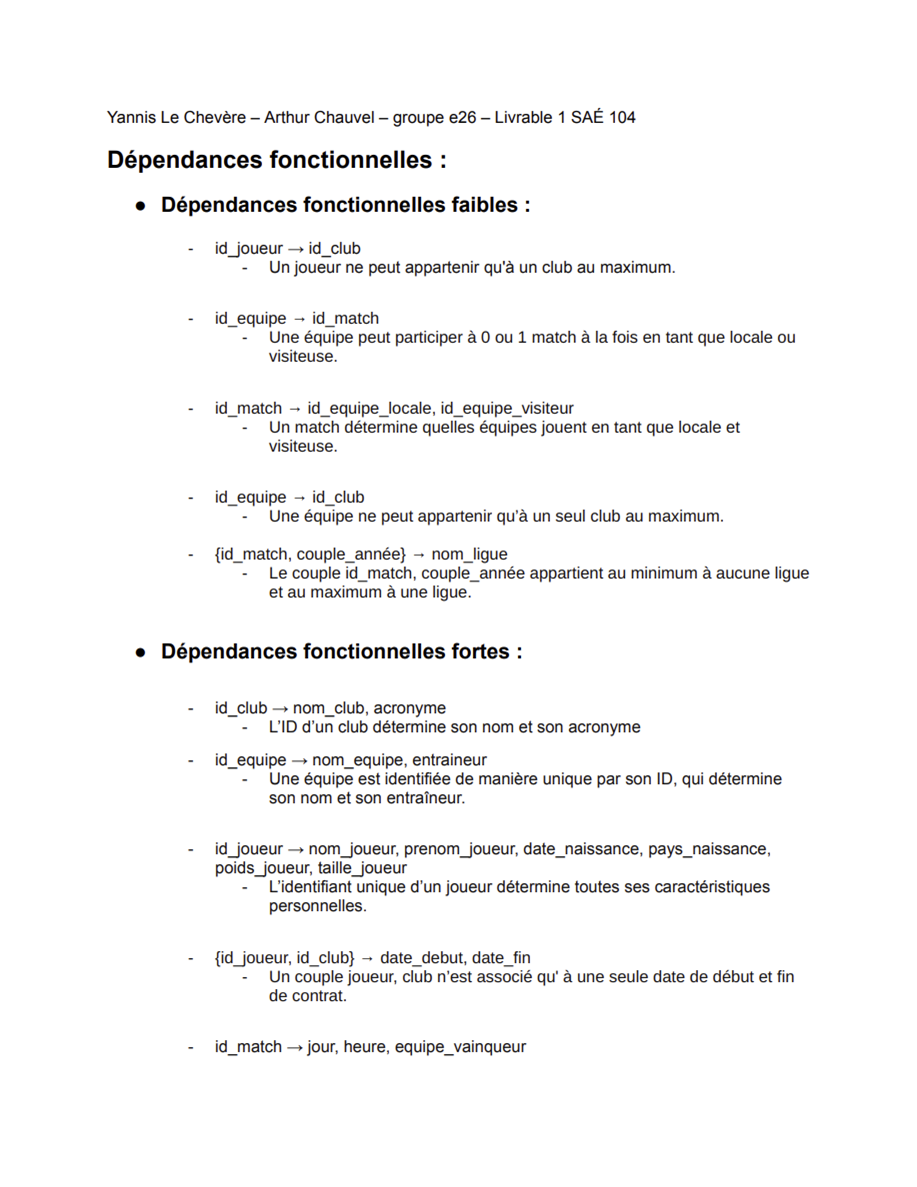 Yannis Le Chevère – Arthur Chauvel – groupe e26 – Livrable 1 SAÉ 104
Dépendances fonctionnelles :
● Dépendances fonctionnelles faibles :
- id_joueur → id_club
- Un joueur ne peut appartenir qu'à un club au maximum.
- id_equipe → id_match
- Une équipe peut participer à 0 ou 1 match à la fois en tant que locale ou
visiteuse.
- id_match → id_equipe_locale, id_equipe_visiteur
- Un match détermine quelles équipes jouent en tant que locale et
visiteuse.
- id_equipe → id_club
- Une équipe ne peut appartenir qu’à un seul club au maximum.
- {id_match, couple_année} → nom_ligue
- Le couple id_match, couple_année appartient au minimum à aucune ligue
et au maximum à une ligue.
● Dépendances fonctionnelles fortes :
- id_club → nom_club, acronyme
- L’ID d’un club détermine son nom et son acronyme
- id_equipe → nom_equipe, entraineur
- Une équipe est identifiée de manière unique par son ID, qui détermine
son nom et son entraîneur.
- id_joueur → nom_joueur, prenom_joueur, date_naissance, pays_naissance,
poids_joueur, taille_joueur
- L’identifiant unique d’un joueur détermine toutes ses caractéristiques
personnelles.
- {id_joueur, id_club} → date_debut, date_fin
- Un couple joueur, club n’est associé qu' à une seule date de début et fin
de contrat.
- id_match → jour, heure, equipe_vainqueur